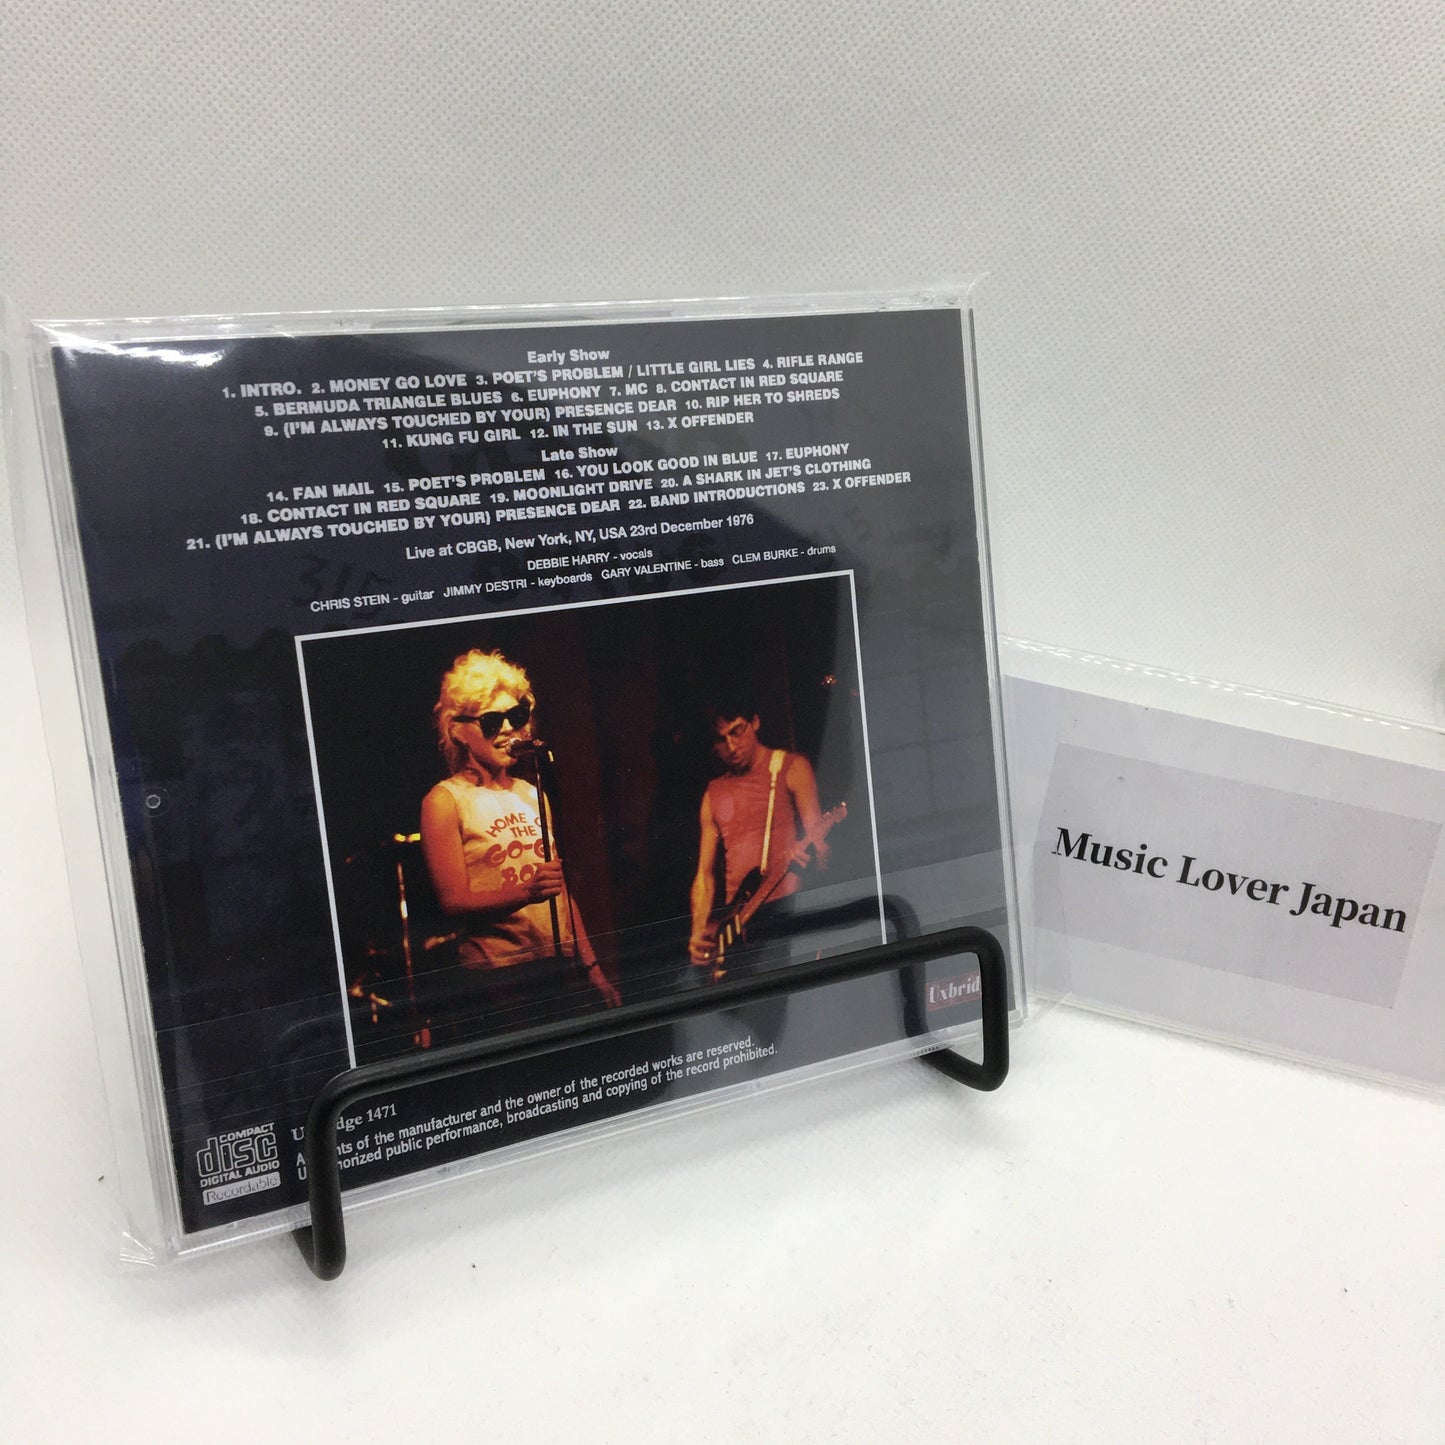 Early Show
1. INTRO. 2. MONEY GO LOVE 3. POET'S PROBLEM / LITTLE GIRL LIES 4. RIFLE RANGE
5. BERMUDA TRIANGLE BLUES 6. EUPHONY 7. MC 8. CONTACT IN RED SQUARE
9. (I'M ALWAYS TOUCHED BY YOUR) PRESENCE DEAR 10. RIP HER TO SHREDS
11. KUNG FU GIRL 12. IN THE SUN 13. X OFFENDER
Late Show
14. FAN MAIL 15. POET'S PROBLEM 16. YOU LOOK GOOD IN BLUE 17. EUPHONY
18. CONTACT IN RED SQUARE 19. MOONLIGHT DRIVE 20. A SHARK IN JET'S CLOTHING
21. (I'M ALWAYS TOUCHED BY YOUR) PRESENCE DEAR 22. BAND INTRODUCTIONS 23. X OFFENDER
Live at CBGB, New York, NY, USA 23rd December 1976
DEBBIE HARRY - vocals
CHRIS STEIN - guitar JIMMY DESTRI - keyboards GARY VALENTINE - bass CLEM BURKE - drums
HOME
THE
GO-G
BO
Uxbrid
dge 1471
of the manufacturer and the owner of the recorded works are reserved.
public performance, broadcasting and copying of the record prohibited.
COMPACT
disc
DIGITAL AUDIO
Recordable
Music Lover Japan